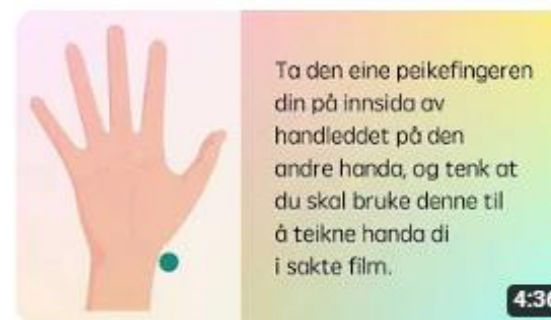 Ta den eine peikefingeren
din på innsida av
handleddet på den
andre handa, og tenk at
du skal bruke denne til
å teikne handa di
i sakte film.
4:36